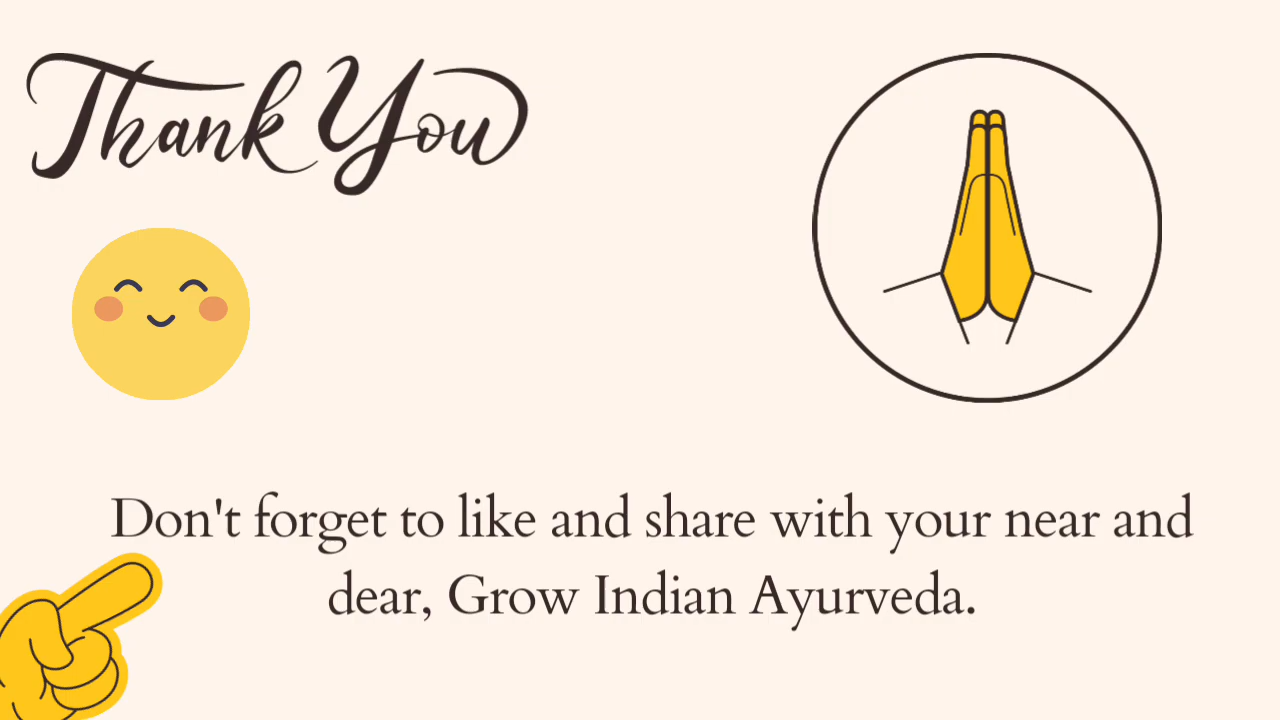 Thank You
Don't forget to like and share with your near and
dear, Grow Indian Ayurveda.